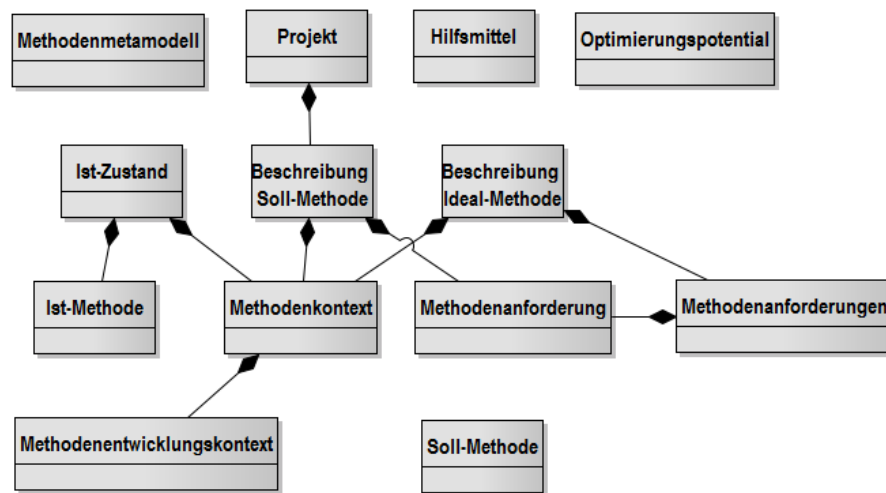 Methodenmetamodell
Projekt
Hilfsmittel
Optimierungspotential
Ist-Zustand
Beschreibung
Soll-Methode
Beschreibung
Ideal-Methode
Ist-Methode
Methodenkontext
Methodenanforderung
Methodenanforderungen
Methodenentwicklungskontext
Soll-Methode